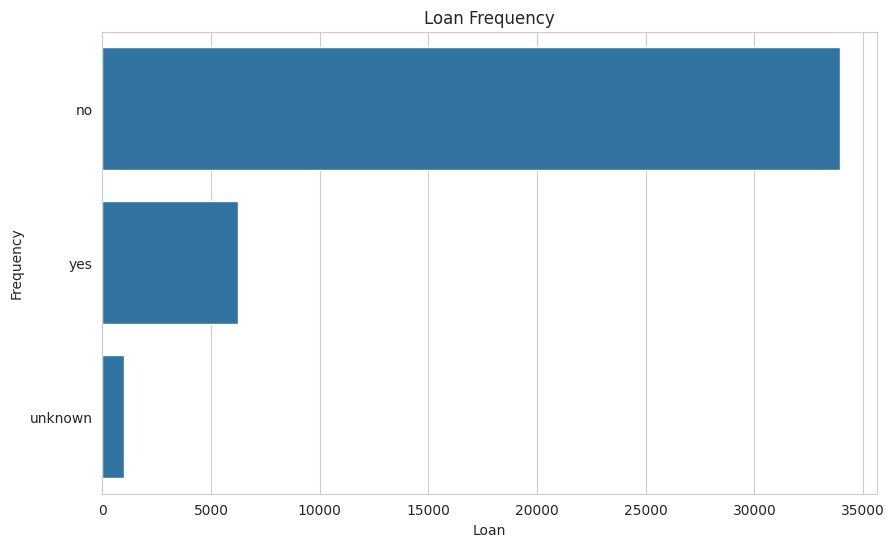 Loan Frequency
no
yes
unknown
Frequency
0 5000 10000 15000 20000 25000 30000 35000
Loan